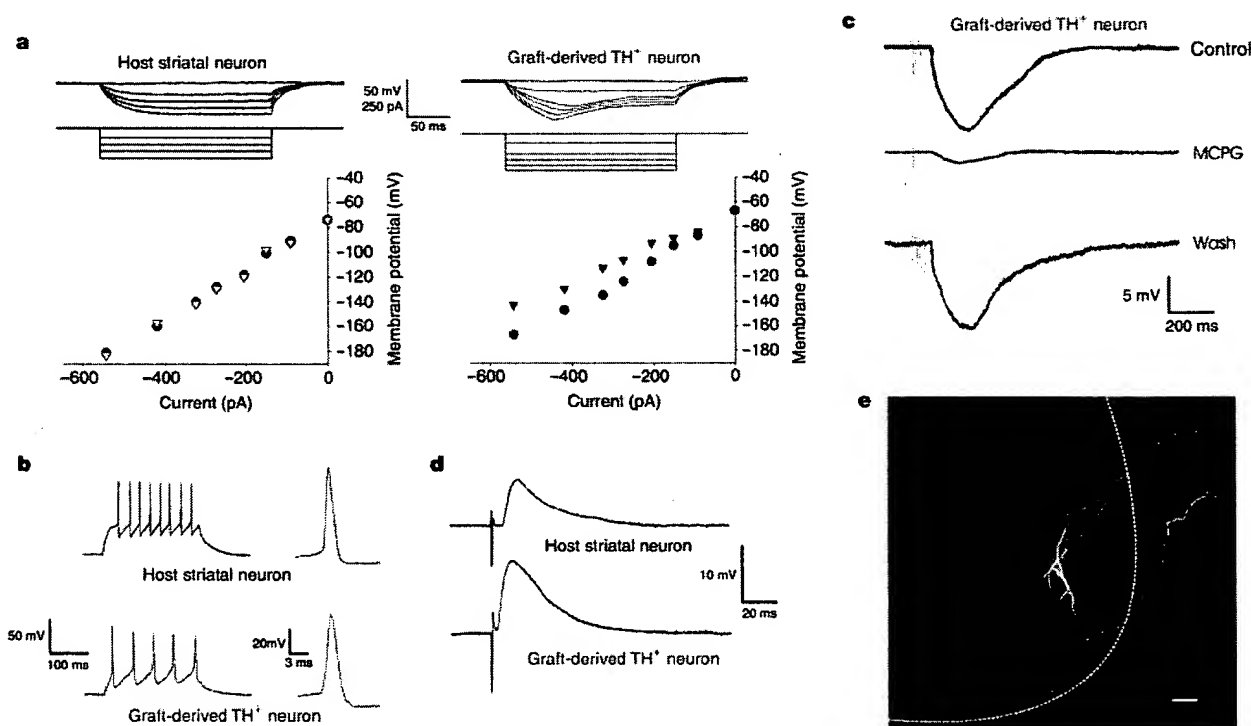 a
Host striatal neuron
50 mV
250 pA
50 ms
−40
−60
−80
−100
−120
−140
−160
−180
Membrane potential (mV)
−600
−400
−200
0
Current (pA)
Graft-derived TH⁺ neuron
−40
−60
−80
−100
−120
−140
−160
−180
Membrane potential (mV)
−600
−400
−200
0
Current (pA)
b
Host striatal neuron
50 mV
100 ms
20mV
3 ms
Graft-derived TH⁺ neuron
c
Graft-derived TH⁺ neuron
Control
MCPG
Wash
5 mV
200 ms
d
Host striatal neuron
10 mV
20 ms
Graft-derived TH⁺ neuron
e